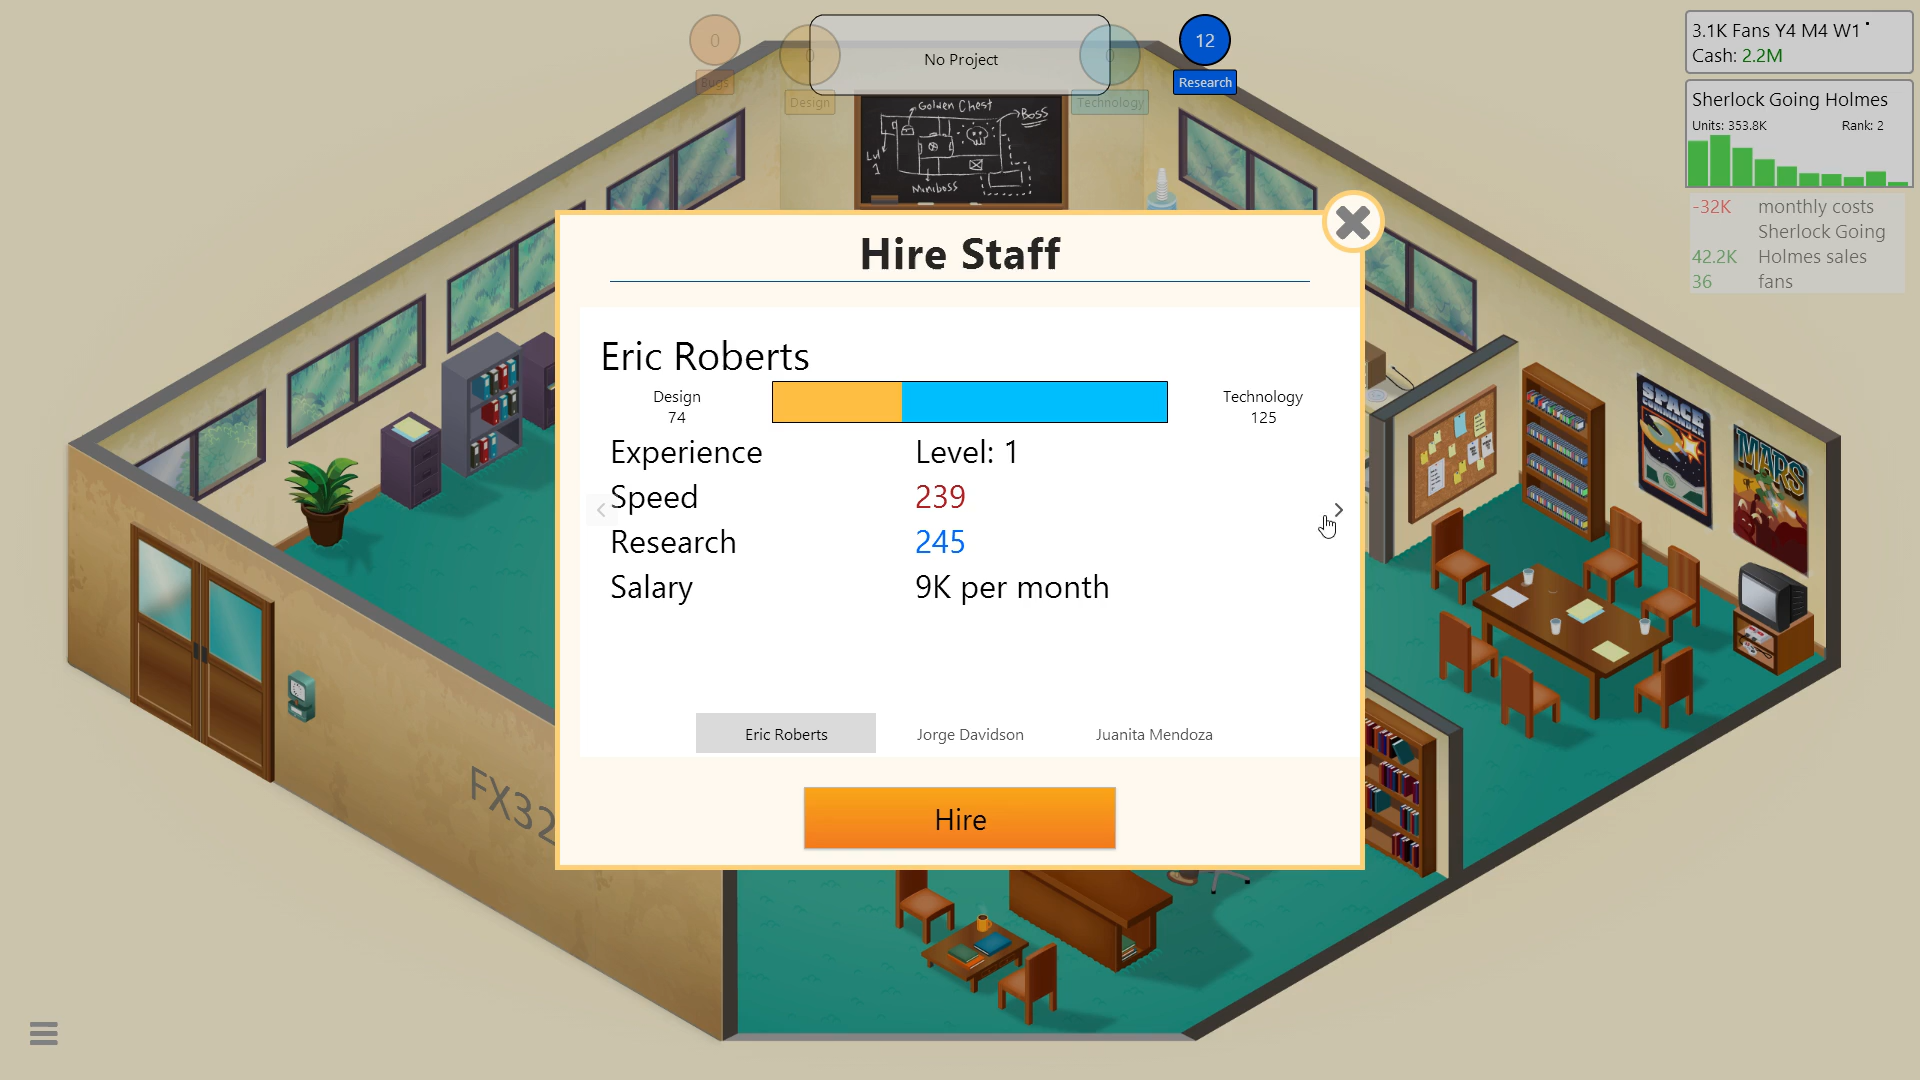 0
Bugs
0
Design
No Project
0
Technology
12
Research
3.1K Fans Y4 M4 W1
Cash: 2.2M
Sherlock Going Holmes
Units: 353.8K Rank: 2
-32K monthly costs
Sherlock Going
42.2K Holmes sales
36 fans
Golden Chest
Boss
Lvl
1
Miniboss
SPACE
MARS
Hire Staff
Eric Roberts
Design
74
Technology
125
Experience Level: 1
Speed 239
Research 245
Salary 9K per month
Eric Roberts Jorge Davidson Juanita Mendoza
Hire
FX32